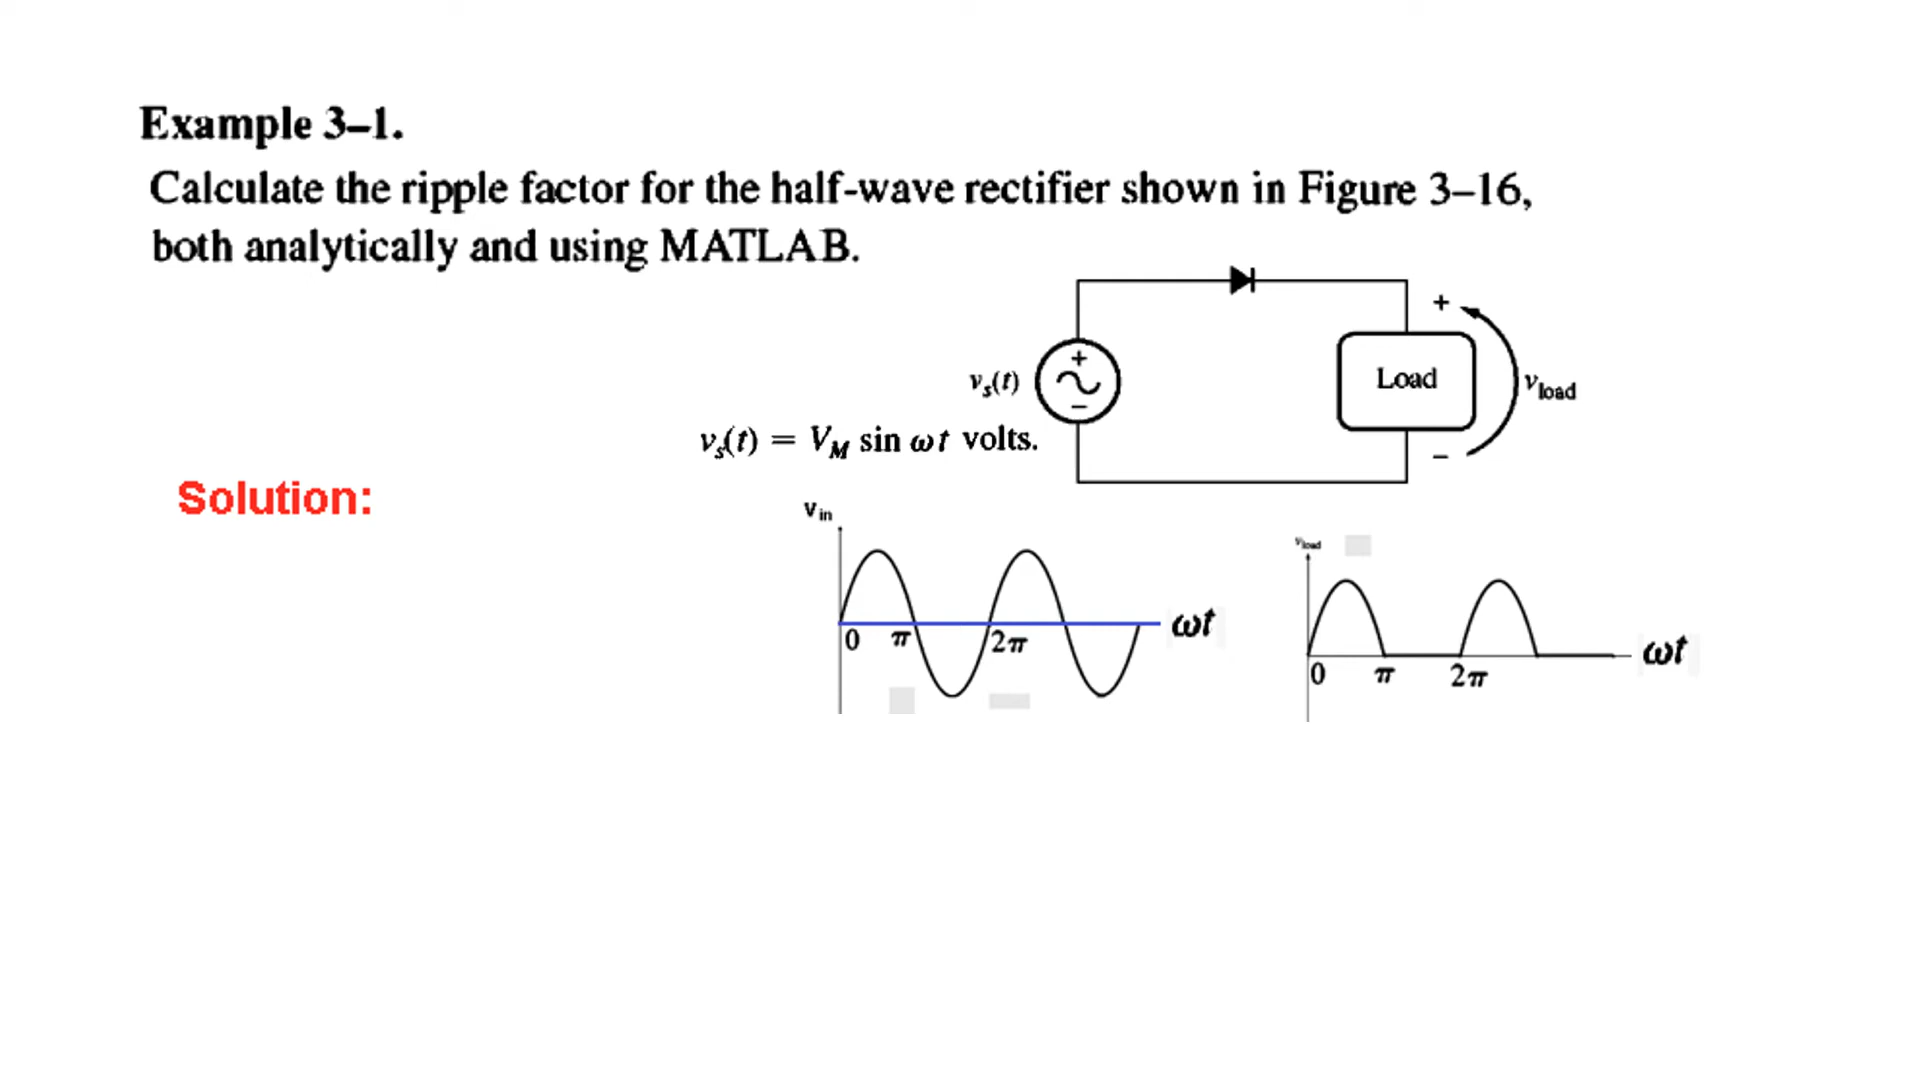 Example 3–1.
Calculate the ripple factor for the half-wave rectifier shown in Figure 3–16,
both analytically and using MATLAB.
+
+
vs(t)
Load
vload
−
−
vs(t) = VM sin ωt volts.
Solution:
Vin
vload
ωt
0 π 2π
ωt
0 π 2π